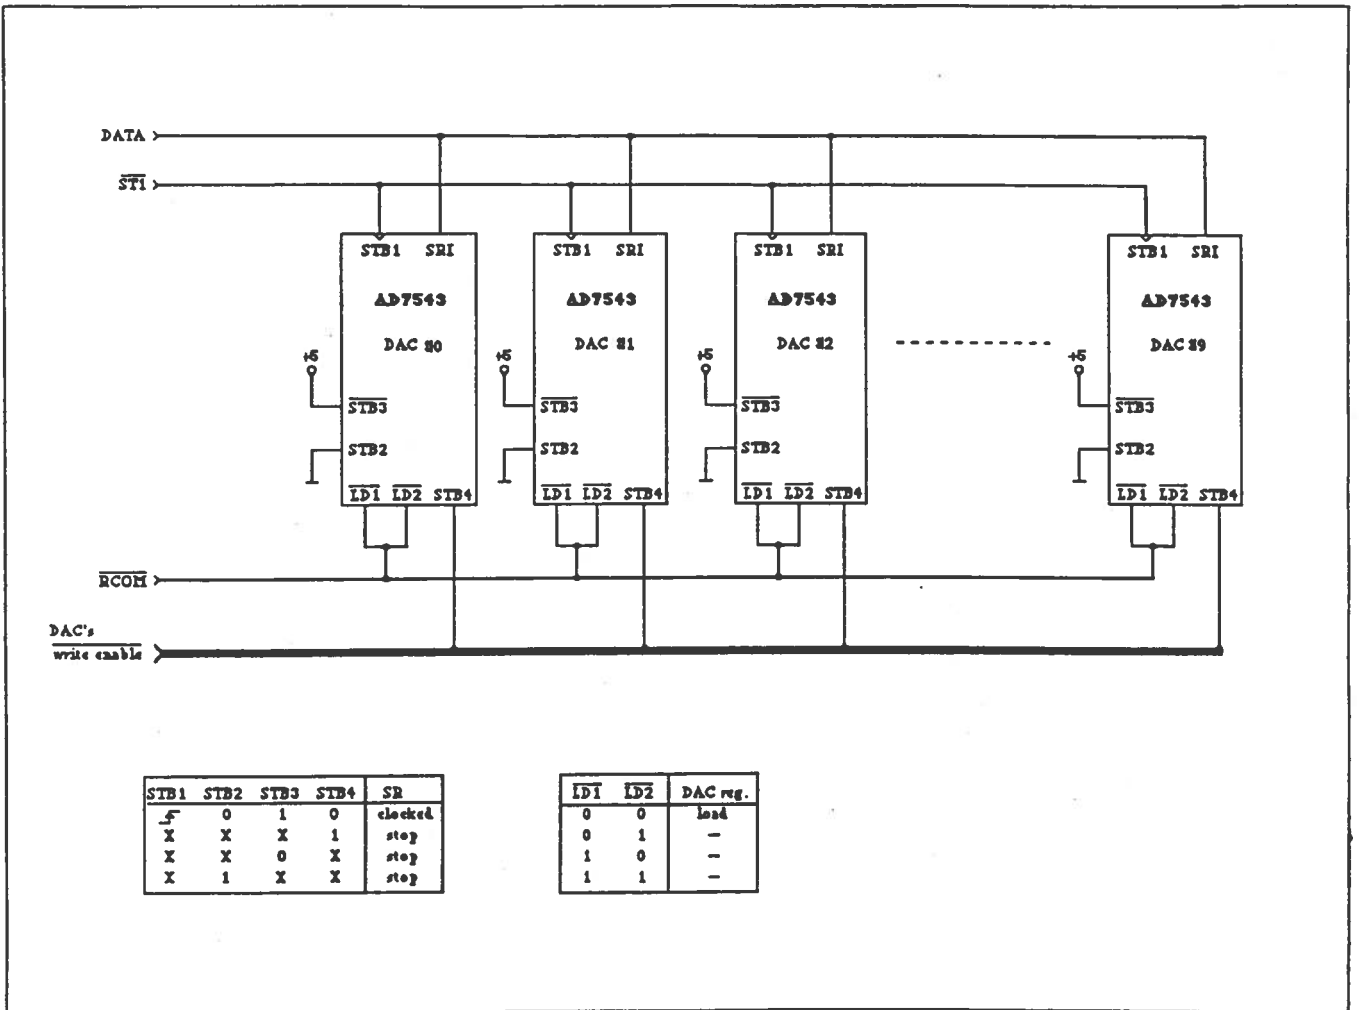 DATA
ST1
STB1 SRI STB1 SRI STB1 SRI STB1 SRI
AD7543 AD7543 AD7543 AD7543
DAC #0 DAC #1 DAC #2 DAC #9
+5 +5 +5 +5
STB3 STB3 STB3 STB3
STB2 STB2 STB2 STB2
LD1 LD2 STB4 LD1 LD2 STB4 LD1 LD2 STB4 LD1 LD2 STB4
RCOM
DAC's
write enable
STB1 STB2 STB3 STB4 SR
0 1 0 clocked
X X X 1 stop
X X 0 X stop
X 1 X X stop
LD1 LD2 DAC reg.
0 0 load
0 1 —
1 0 —
1 1 —